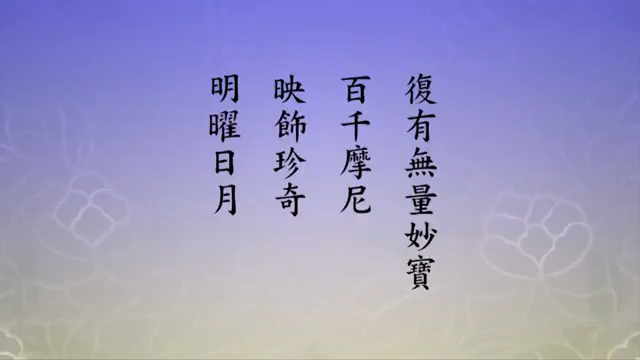 復有無量妙寶
百千摩尼
映飾珍奇
明曜日月